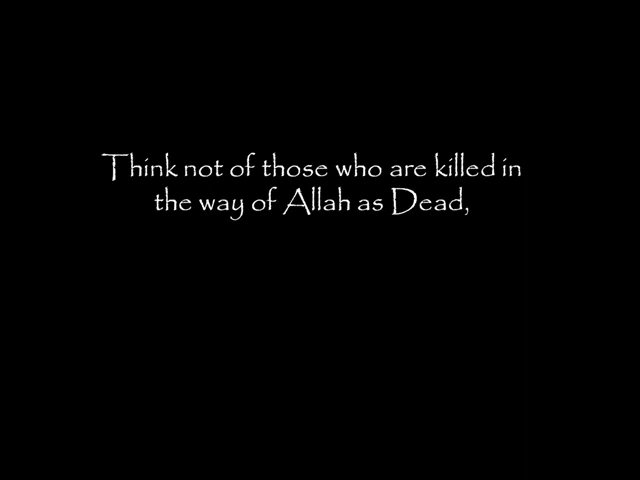 Think not of those who are killed in
the way of Allah as Dead,